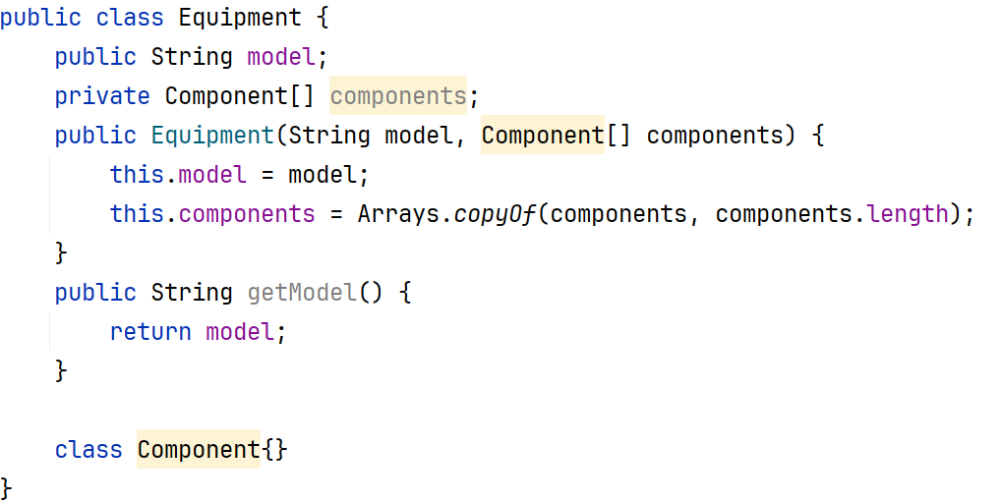 public class Equipment {
    public String model;
    private Component[] components;
    public Equipment(String model, Component[] components) {
        this.model = model;
        this.components = Arrays.copyOf(components, components.length);
    }
    public String getModel() {
        return model;
    }
    class Component{}
}